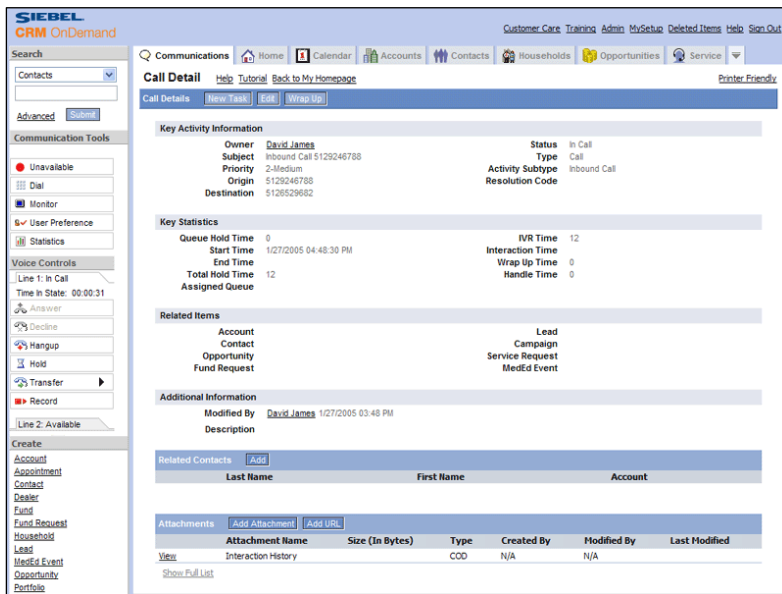 SIEBEL
CRM OnDemand
Customer Care Training Admin MySetup Deleted Items Help Sign Out
Search
Contacts
Advanced Submit
Communication Tools
Unavailable
Dial
Monitor
User Preference
Statistics
Voice Controls
Line 1: In Call
Time In State: 00:00:31
Answer
Decline
Hangup
Hold
Transfer
Record
Line 2: Available
Create
Account
Appointment
Contact
Dealer
Fund
Fund Request
Household
Lead
MedEd Event
Opportunity
Portfolio
Communications Home Calendar Accounts Contacts Households Opportunities Service
Call Detail Help Tutorial Back to My Homepage Printer Friendly
Call Details New Task Edit Wrap Up
Key Activity Information
Owner David James Status In Call
Subject Inbound Call 5129246788 Type Call
Priority 2-Medium Activity Subtype Inbound Call
Origin 5129246788 Resolution Code
Destination 5126529682
Key Statistics
Queue Hold Time 0 IVR Time 12
Start Time 1/27/2005 04:48:30 PM Interaction Time
End Time Wrap Up Time 0
Total Hold Time 12 Handle Time 0
Assigned Queue
Related Items
Account Lead
Contact Campaign
Opportunity Service Request
Fund Request MedEd Event
Additional Information
Modified By David James 1/27/2005 03:48 PM
Description
Related Contacts Add
Last Name First Name Account
Attachments Add Attachment Add URL
Attachment Name Size (In Bytes) Type Created By Modified By Last Modified
View Interaction History COD N/A N/A
Show Full List